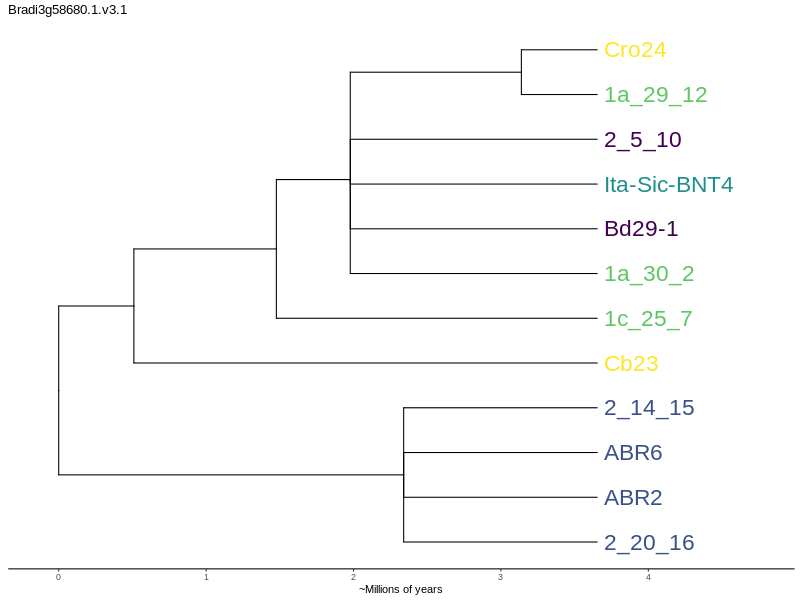 Bradi3g58680.1.v3.1
Cro24
1a_29_12
2_5_10
Ita-Sic-BNT4
Bd29-1
1a_30_2
1c_25_7
Cb23
2_14_15
ABR6
ABR2
2_20_16
0 1 2 3 4
~Millions of years